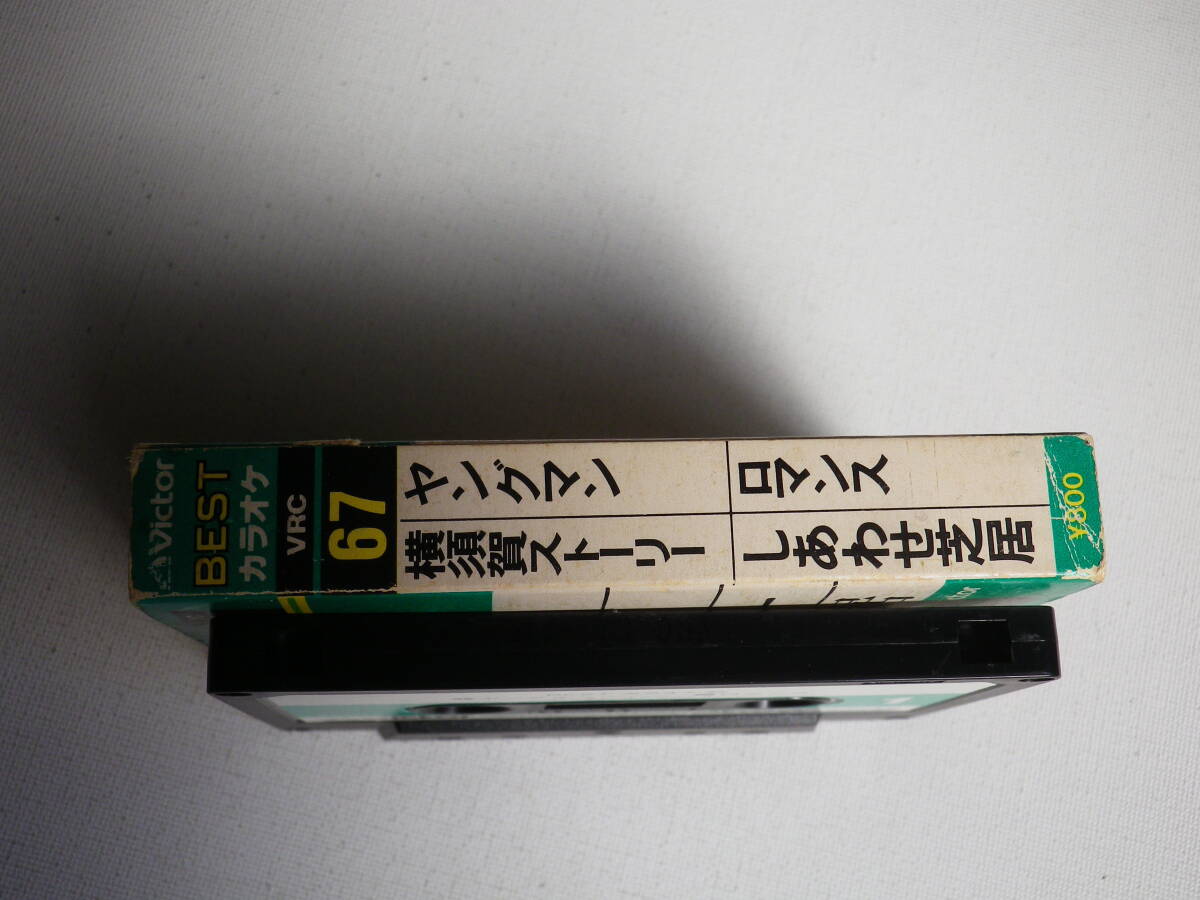 Victor
BEST
カラオケ
VRC
67
ヤングマン
横須賀ストーリー
ロマンス
しあわせ芝居
¥800